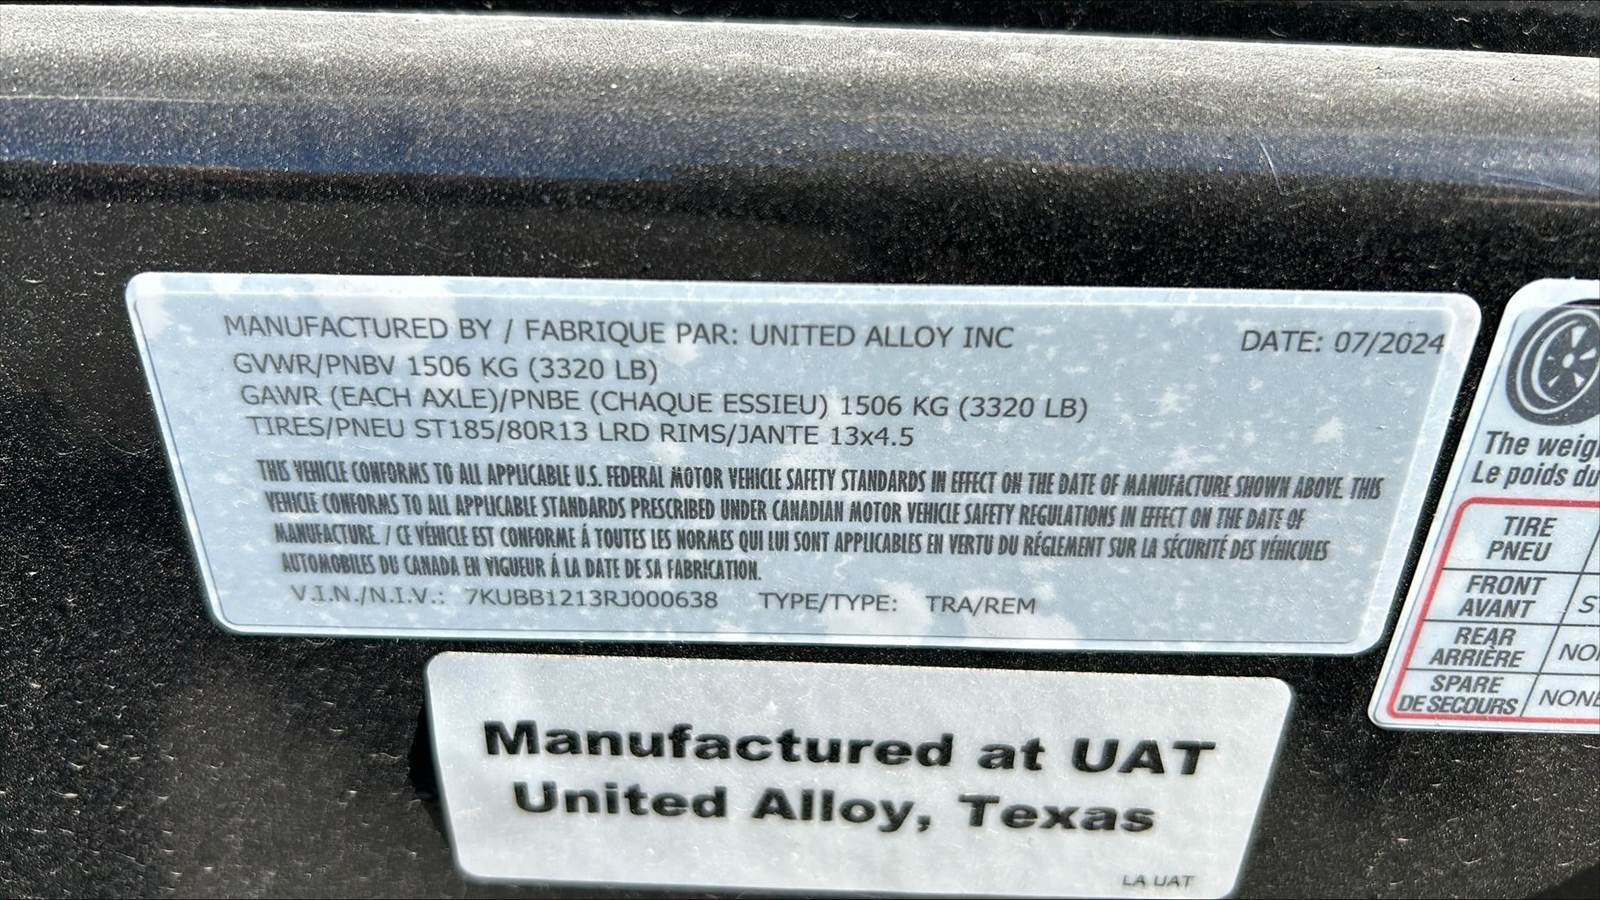 MANUFACTURED BY / FABRIQUE PAR: UNITED ALLOY INC DATE: 07/2024
GVWR/PNBV 1506 KG (3320 LB)
GAWR (EACH AXLE)/PNBE (CHAQUE ESSIEU) 1506 KG (3320 LB)
TIRES/PNEU ST185/80R13 LRD RIMS/JANTE 13x4.5
THIS VEHICLE CONFORMS TO ALL APPLICABLE U.S. FEDERAL MOTOR VEHICLE SAFETY STANDARDS IN EFFECT ON THE DATE OF MANUFACTURE SHOWN ABOVE. THIS
VEHICLE CONFORMS TO ALL APPLICABLE STANDARDS PRESCRIBED UNDER CANADIAN MOTOR VEHICLE SAFETY REGULATIONS IN EFFECT ON THE DATE OF
MANUFACTURE. / CE VÉHICLE EST CONFORME À TOUTES LES NORMES QUI LUI SONT APPLICABLES EN VERTU DU RÉGLEMENT SUR LA SÉCURITÉ DES VÉHICULES
AUTOMOBILES DU CANADA EN VIGUEUR À LA DATE DE SA FABRICATION.
V.I.N./N.I.V.: 7KUBB1213RJ000638 TYPE/TYPE: TRA/REM
Manufactured at UAT
United Alloy, Texas
LA UAT
The
Le poids du
TIRE
PNEU
FRONT
AVANT
REAR
ARRIÈRE
SPARE
DE SECOURS